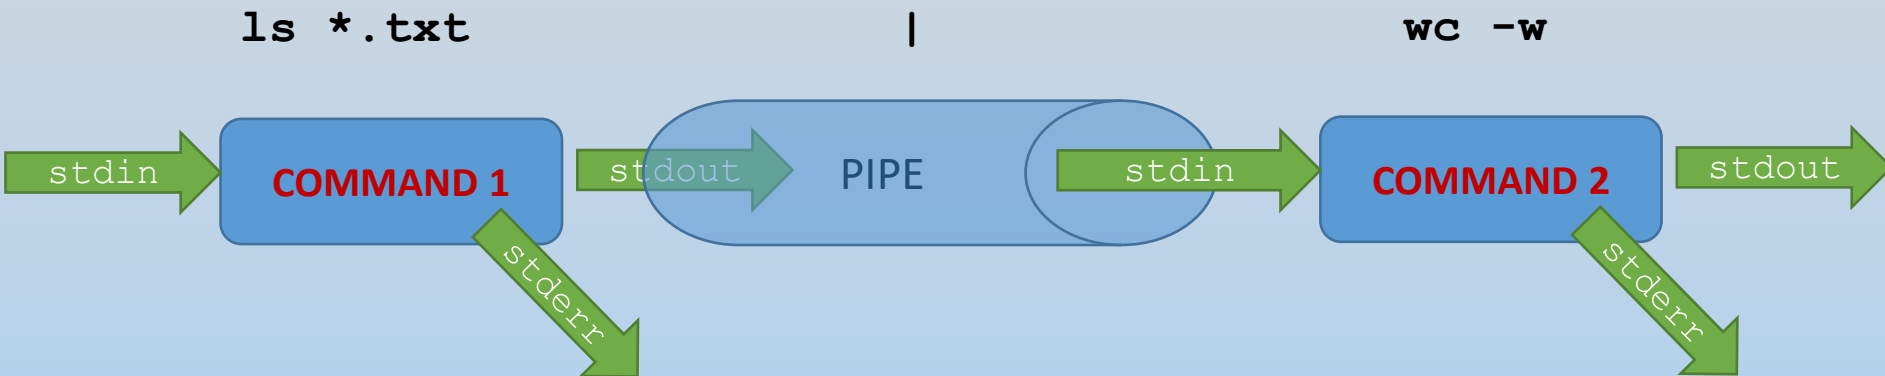 ls *.txt | wc -w
stdin COMMAND 1 stdout PIPE stdin COMMAND 2 stdout
stderr stderr